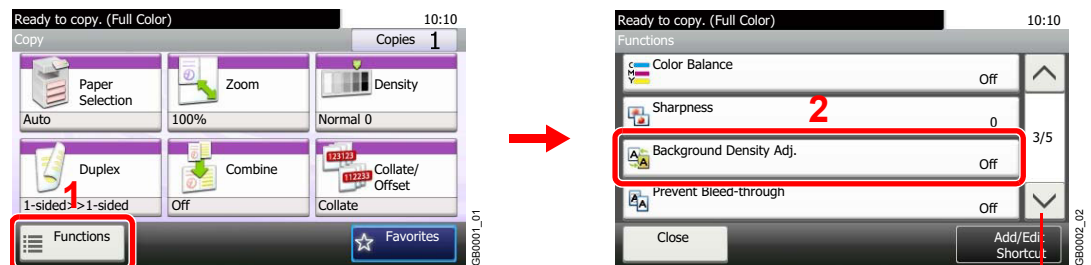 Ready to copy. (Full Color)
10:10
Copy
Copies 1
Paper
Selection
Auto
Zoom
100%
Density
Normal 0
Duplex
1-sided>>1-sided
Combine
Off
123123
112233
Collate/
Offset
Collate
1
Functions
Favorites
GB0001_01
Ready to copy. (Full Color)
10:10
Functions
C
M
Y
Color Balance
Off
Sharpness
0
2
Background Density Adj.
Off
3/5
Prevent Bleed-through
Off
Close
Add/Edit
Shortcut
GB0002_02